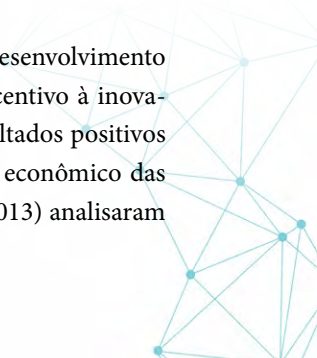 esenvolvimento
centivo à inova-
ltados positivos
econômico das
013) analisaram